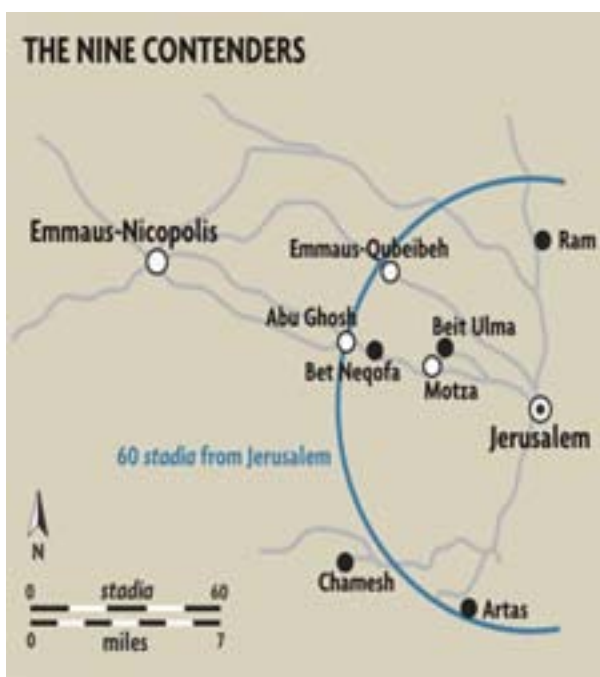 THE NINE CONTENDERS
Emmaus-Nicopolis
Emmaus-Qubeibeh
Ram
Abu Ghosh
Beit Ulma
Bet Neqofa
Motza
Jerusalem
60 stadia from Jerusalem
N
Chamesh
Artas
0 stadia 60
0 miles 7